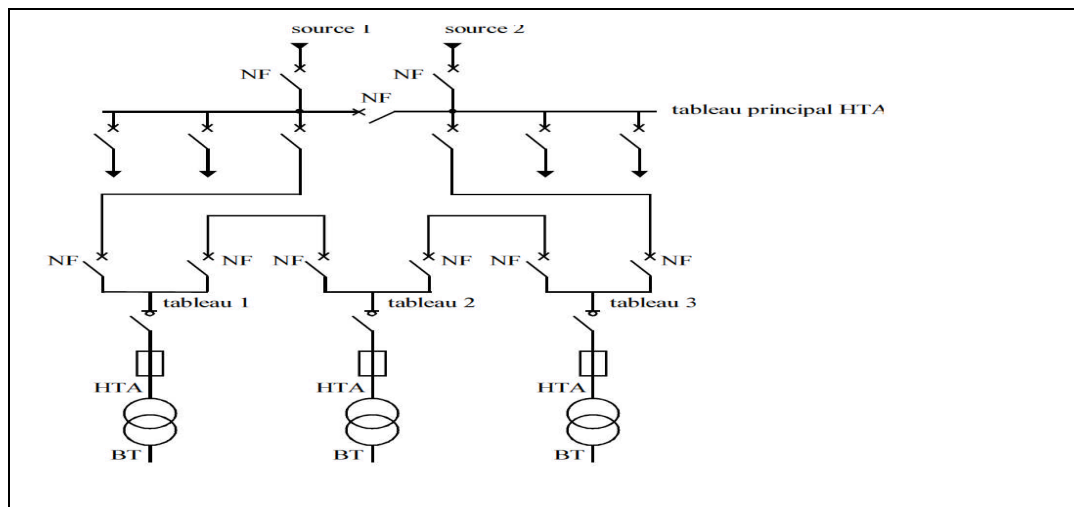 source 1 source 2
NF NF
NF
tableau principal HTA
NF NF NF NF NF NF
tableau 1 tableau 2 tableau 3
HTA HTA HTA
BT BT BT